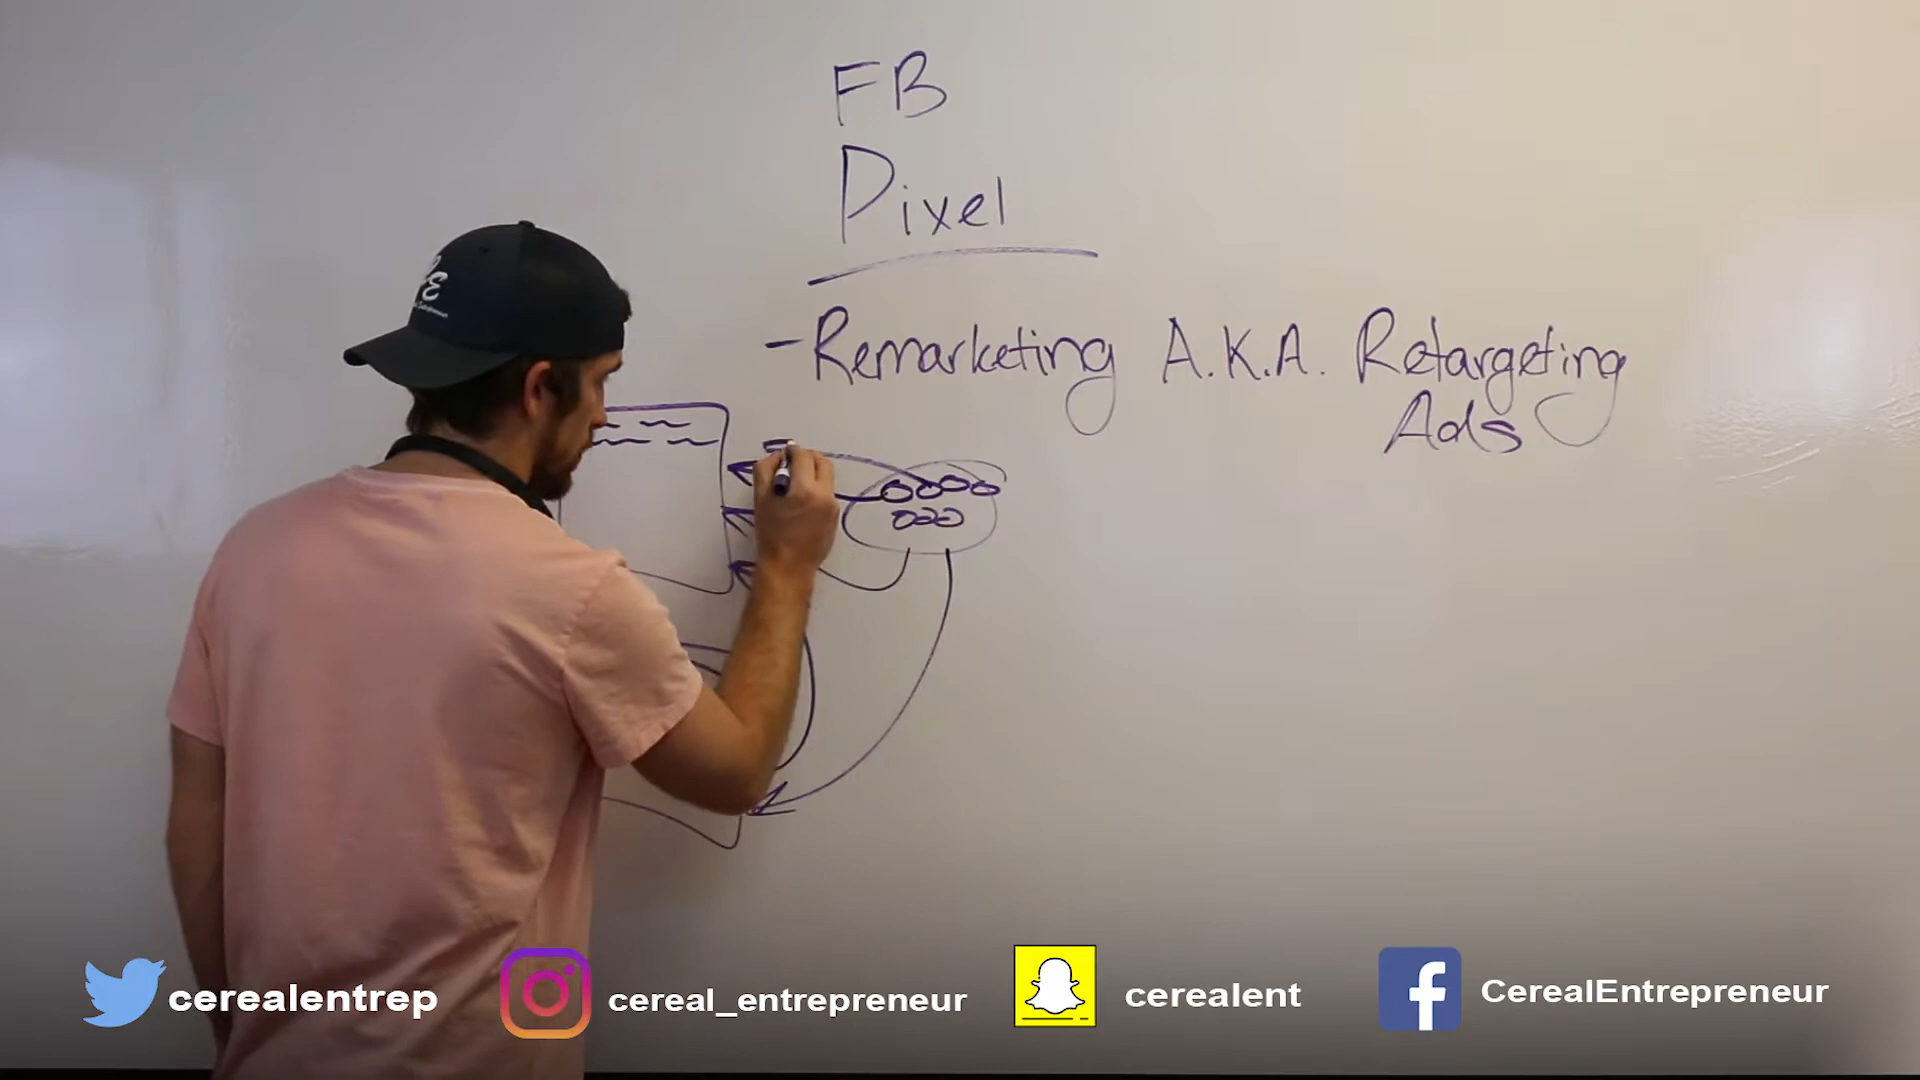 FB
Pixel
- Remarketing A.K.A. Retargeting
Ads
cerealentrep
cereal_entrepreneur
cerealent
CerealEntrepreneur